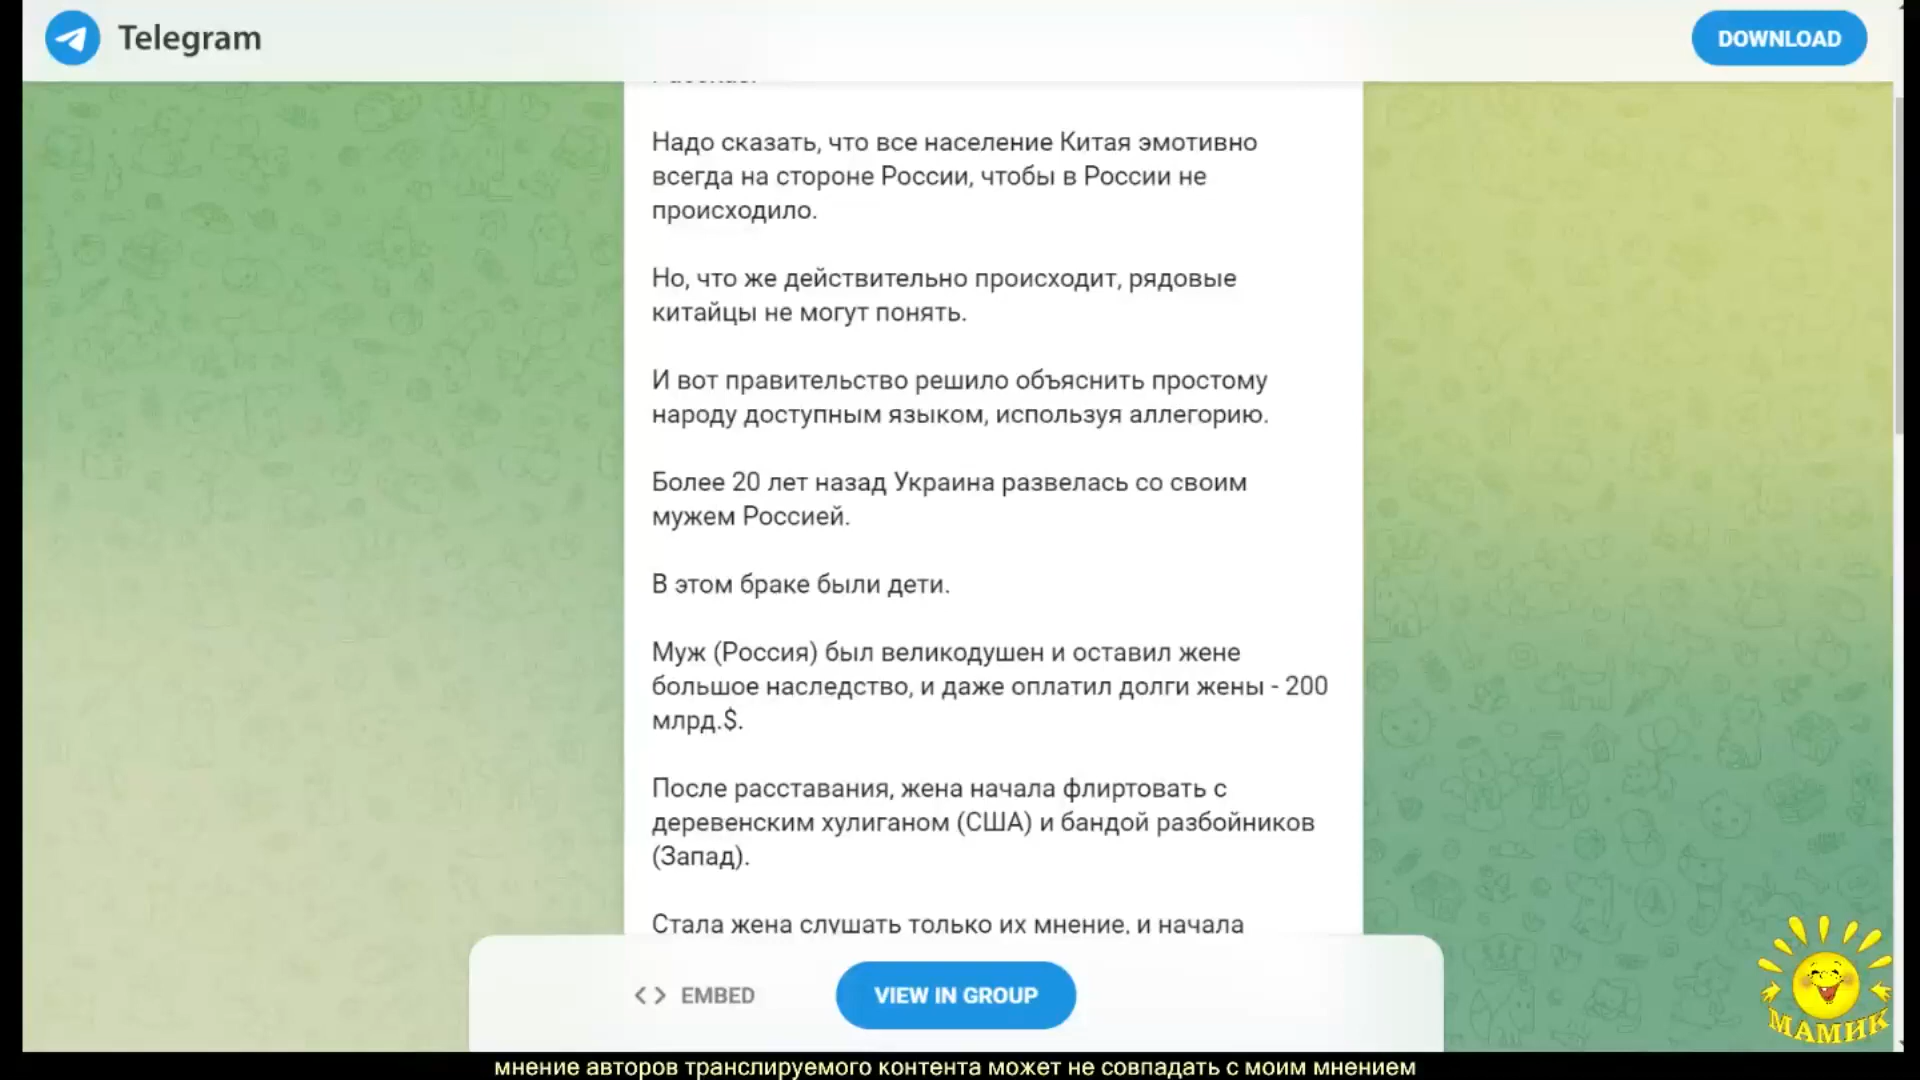 Telegram
DOWNLOAD
Надо сказать, что все население Китая эмотивно
всегда на стороне России, чтобы в России не
происходило.
Но, что же действительно происходит, рядовые
китайцы не могут понять.
И вот правительство решило объяснить простому
народу доступным языком, используя аллегорию.
Более 20 лет назад Украина развелась со своим
мужем Россией.
В этом браке были дети.
Муж (Россия) был великодушен и оставил жене
большое наследство, и даже оплатил долги жены - 200
млрд.$.
После расставания, жена начала флиртовать с
деревенским хулиганом (США) и бандой разбойников
(Запад).
Стала жена слушать только их мнение, и начала
<> EMBED
VIEW IN GROUP
МАМИК
мнение авторов транслируемого контента может не совпадать с моим мнением